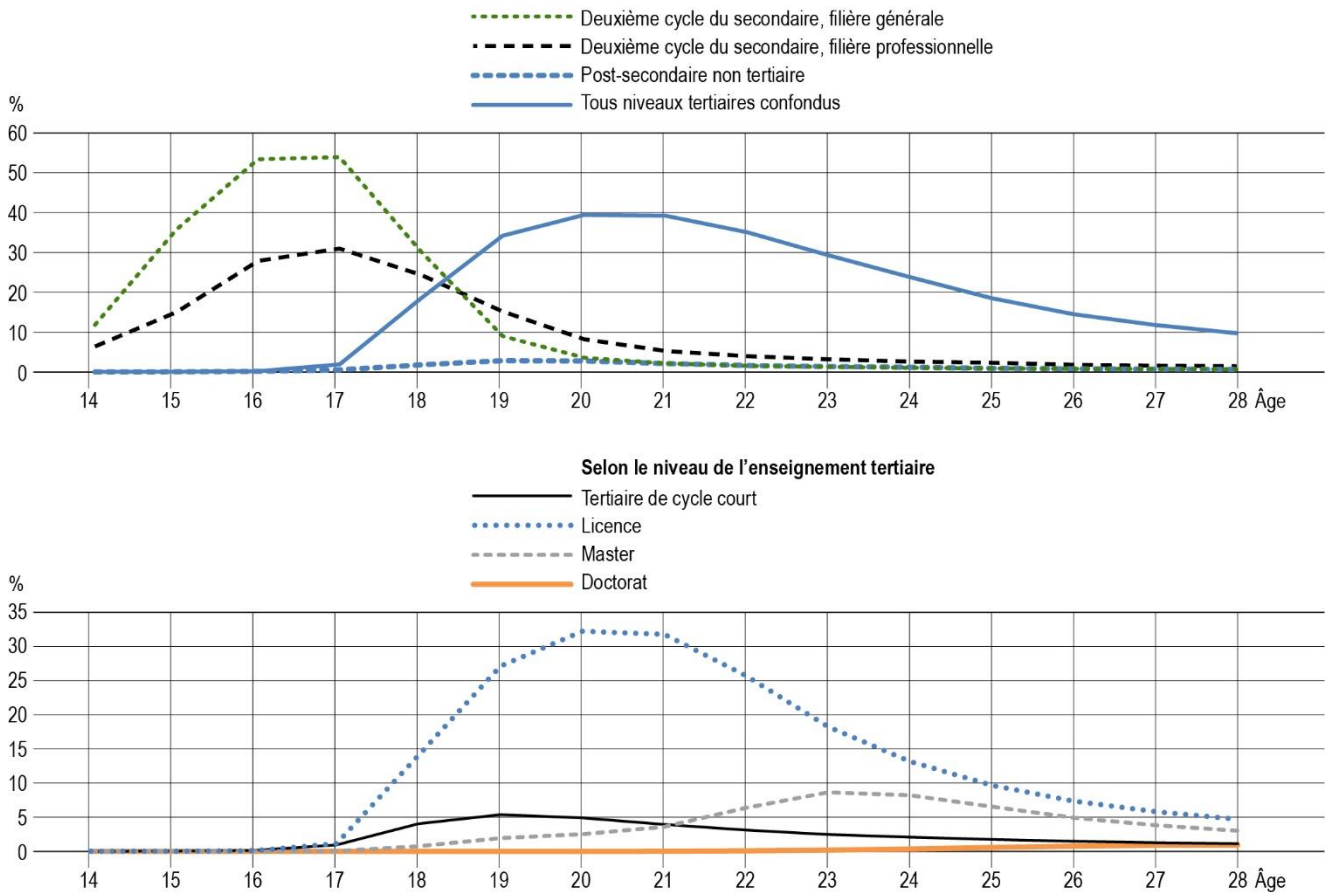 Deuxième cycle du secondaire, filière générale
Deuxième cycle du secondaire, filière professionnelle
Post-secondaire non tertiaire
Tous niveaux tertiaires confondus
%
60
50
40
30
20
10
0
14 15 16 17 18 19 20 21 22 23 24 25 26 27 28 Âge
Selon le niveau de l'enseignement tertiaire
Tertiaire de cycle court
Licence
Master
Doctorat
%
35
30
25
20
15
10
5
0
14 15 16 17 18 19 20 21 22 23 24 25 26 27 28 Âge